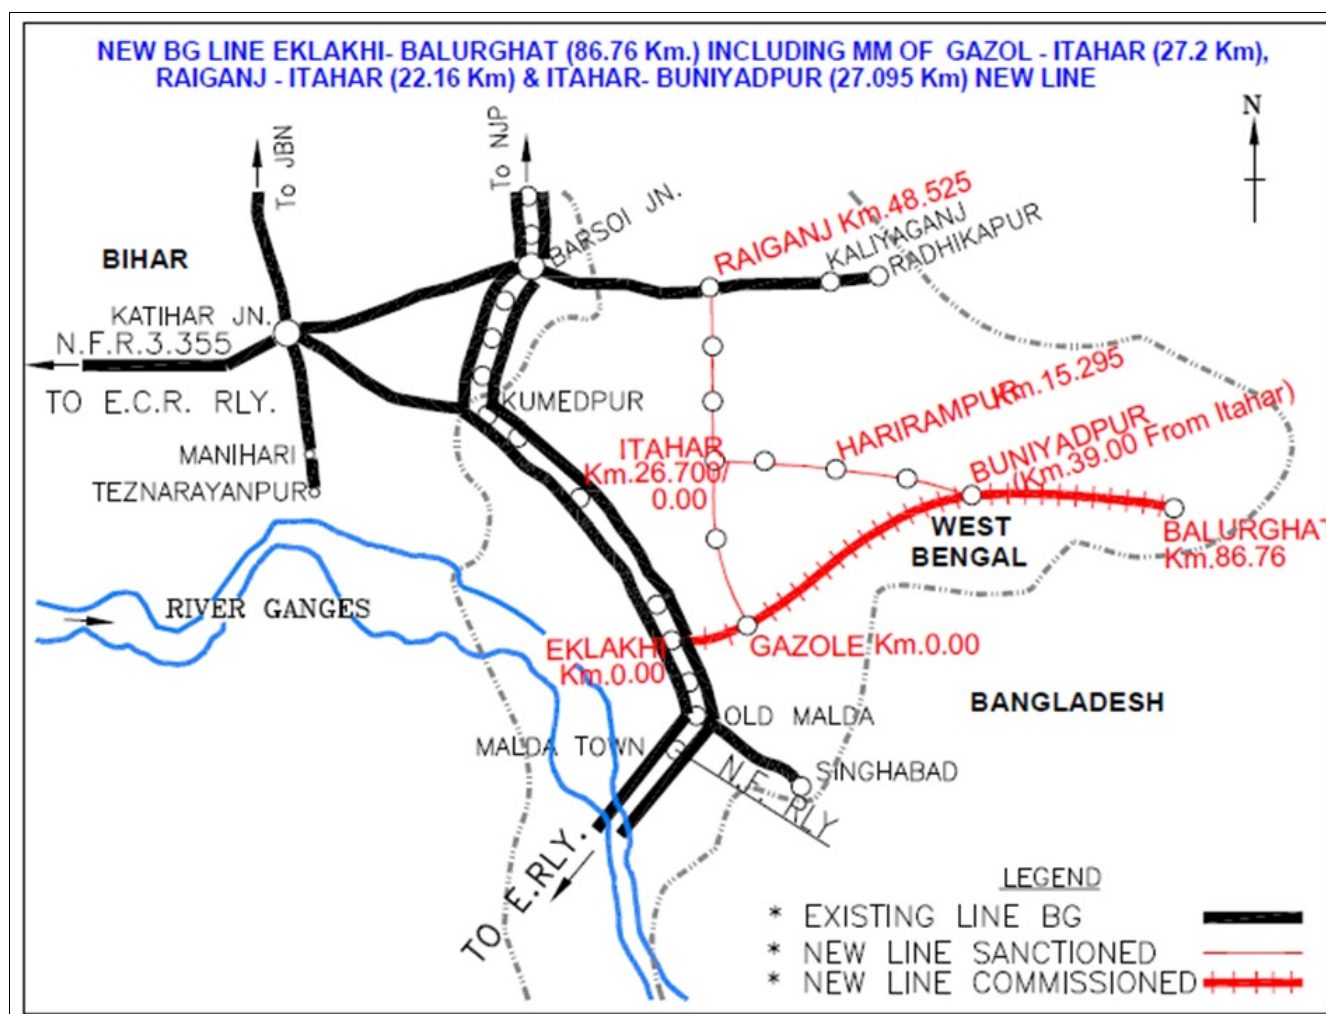 NEW BG LINE EKLAKHI- BALURGHAT (86.76 Km.) INCLUDING MM OF GAZOL - ITAHAR (27.2 Km),
RAIGANJ - ITAHAR (22.16 Km) & ITAHAR- BUNIYADPUR (27.095 Km) NEW LINE
N
To JBN
To NJP
BARSOI JN.
RAIGANJ Km.48.525
KALIYAGANJ
RADHIKAPUR
BIHAR
KATIHAR JN.
N.F.R.3.355
TO E.C.R. RLY.
KUMEDPUR
MANIHARI
TEZNARAYANPUR
ITAHAR
Km.26.700/
0.00
HARIRAMPUR
Km.15.295
BUNIYADPUR
(Km.39.00 From Itahar)
WEST
BENGAL
BALURGHAT
Km.86.76
RIVER GANGES
EKLAKHI
Km.0.00
GAZOLE Km.0.00
BANGLADESH
OLD MALDA
MALDA TOWN
SINGHABAD
N.F. RLY
TO E.RLY.
LEGEND
* EXISTING LINE BG
* NEW LINE SANCTIONED
* NEW LINE COMMISSIONED